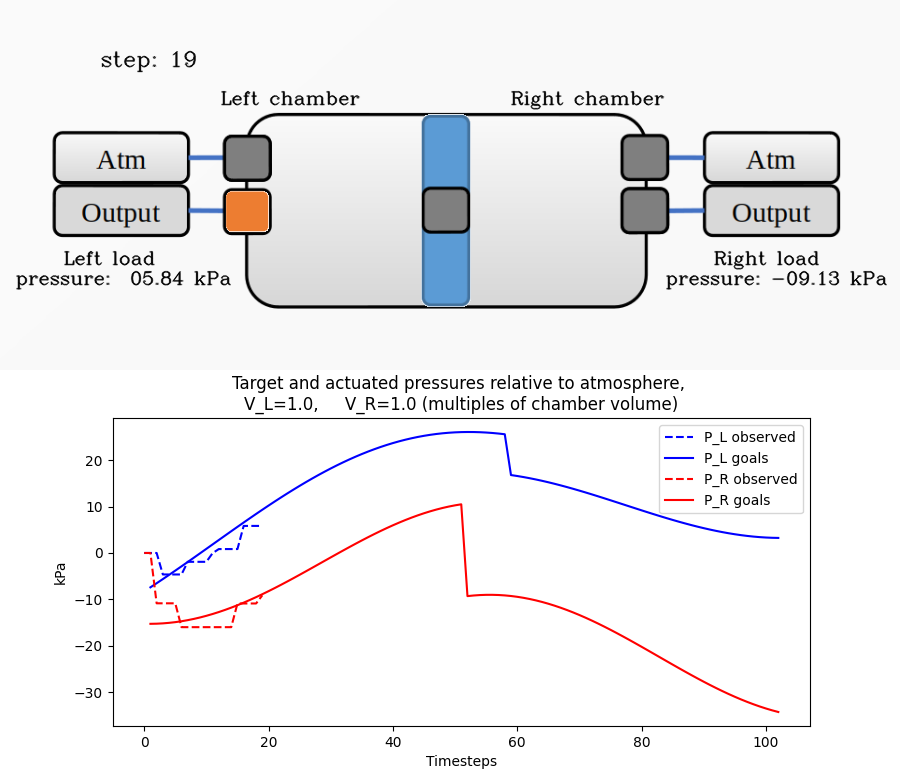 step: 19
Left chamber
Right chamber
Atm
Atm
Output
Output
Left load
pressure: 05.84 kPa
Right load
pressure: −09.13 kPa
Target and actuated pressures relative to atmosphere,
V_L=1.0, V_R=1.0 (multiples of chamber volume)
P_L observed
P_L goals
P_R observed
P_R goals
kPa
20
10
0
−10
−20
−30
0 20 40 60 80 100
Timesteps